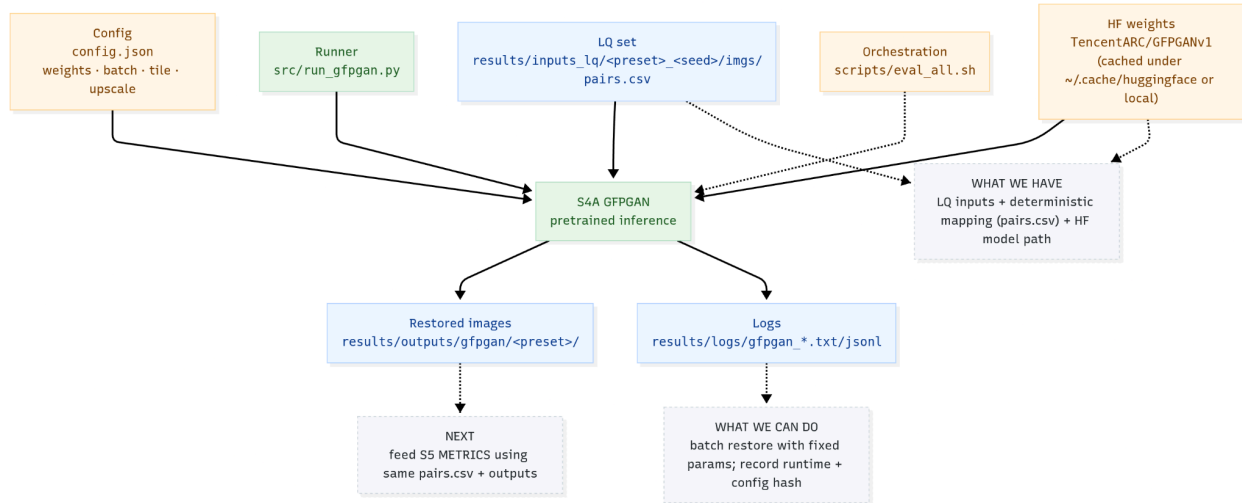 Config
config.json
weights · batch · tile ·
upscale
Runner
src/run_gfpgan.py
LQ set
results/inputs_lq/<preset>_<seed>/imgs/
pairs.csv
Orchestration
scripts/eval_all.sh
HF weights
TencentARC/GFPGANv1
(cached under
~/.cache/huggingface or
local)
S4A GFPGAN
pretrained inference
WHAT WE HAVE
LQ inputs + deterministic
mapping (pairs.csv) + HF
model path
Restored images
results/outputs/gfpgan/<preset>/
Logs
results/logs/gfpgan_*.txt/jsonl
NEXT
feed S5 METRICS using
same pairs.csv + outputs
WHAT WE CAN DO
batch restore with fixed
params; record runtime +
config hash